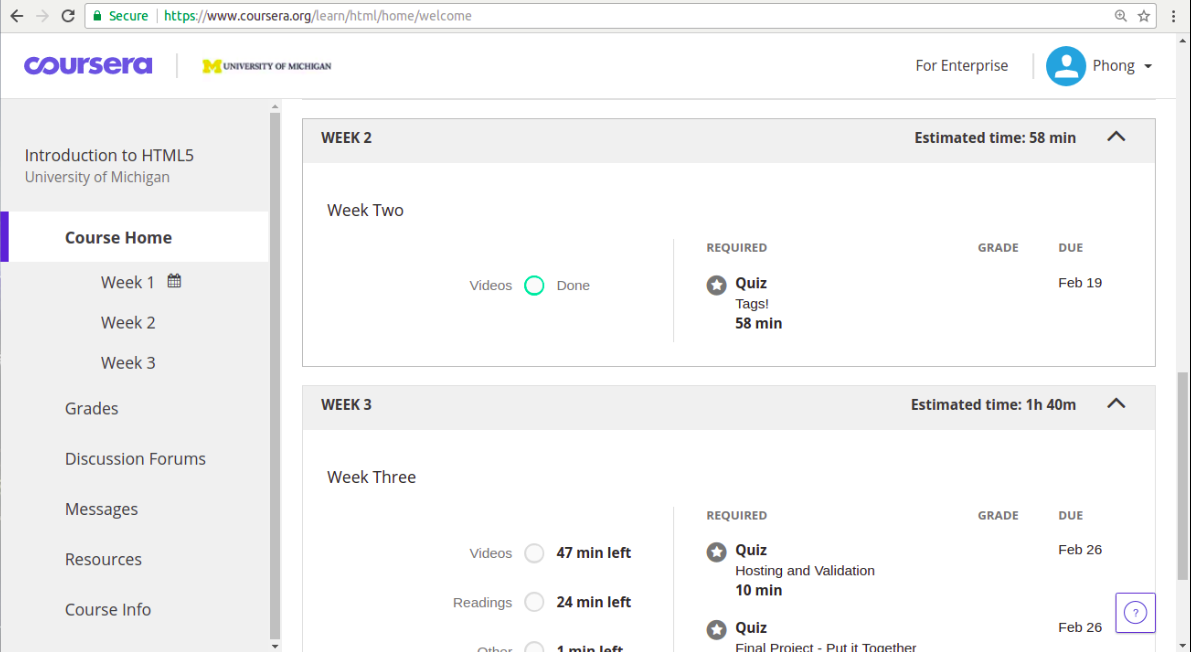 Secure https://www.coursera.org/learn/html/home/welcome
coursera UNIVERSITY OF MICHIGAN For Enterprise Phong
Introduction to HTML5
University of Michigan
Course Home
Week 1
Week 2
Week 3
Grades
Discussion Forums
Messages
Resources
Course Info
WEEK 2 Estimated time: 58 min
Week Two
REQUIRED GRADE DUE
Videos Done
Quiz Feb 19
Tags!
58 min
WEEK 3 Estimated time: 1h 40m
Week Three
REQUIRED GRADE DUE
Videos 47 min left
Readings 24 min left
Other 1 min left
Quiz Feb 26
Hosting and Validation
10 min
Quiz Feb 26
Final Project - Put it Together
?